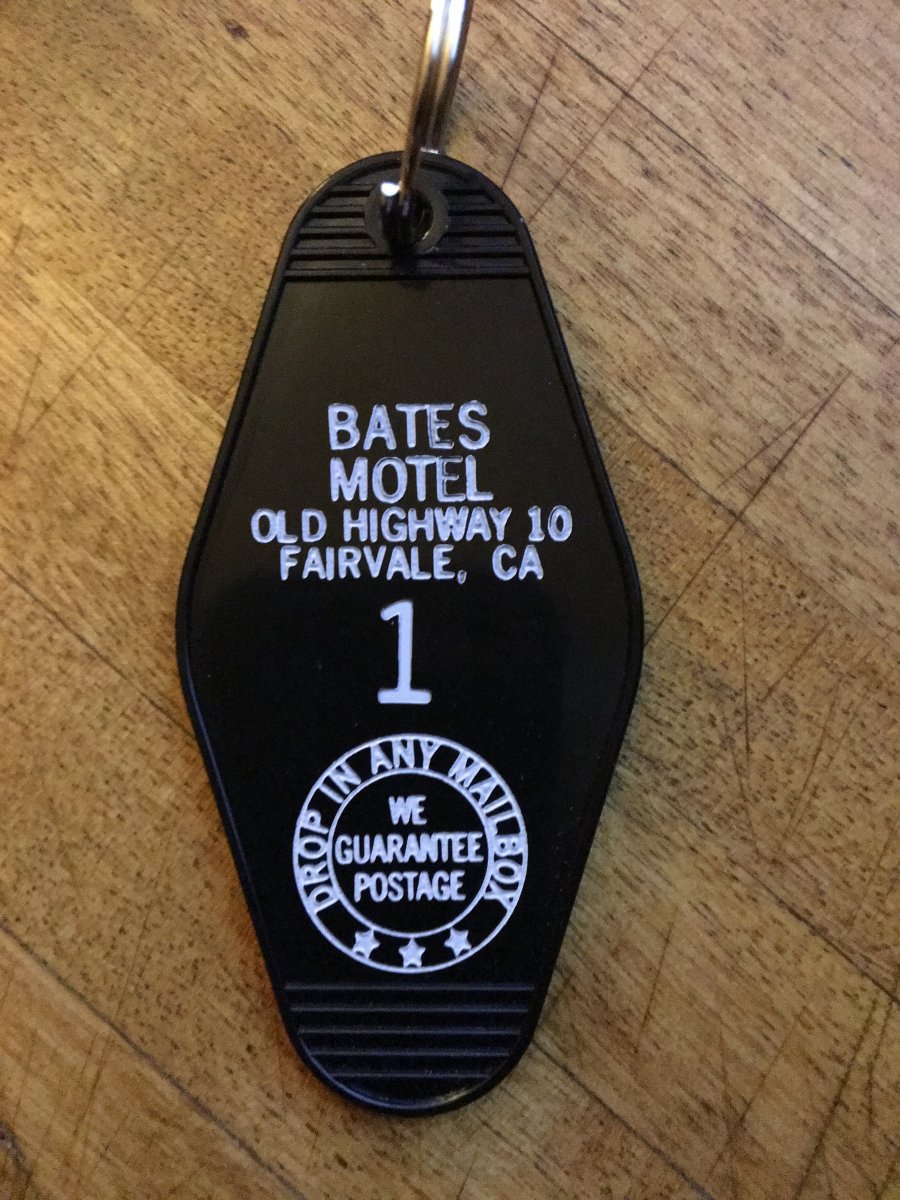 BATES
MOTEL
OLD HIGHWAY 10
FAIRVALE, CA
1
DROP IN ANY MAILBOX
WE
GUARANTEE
POSTAGE